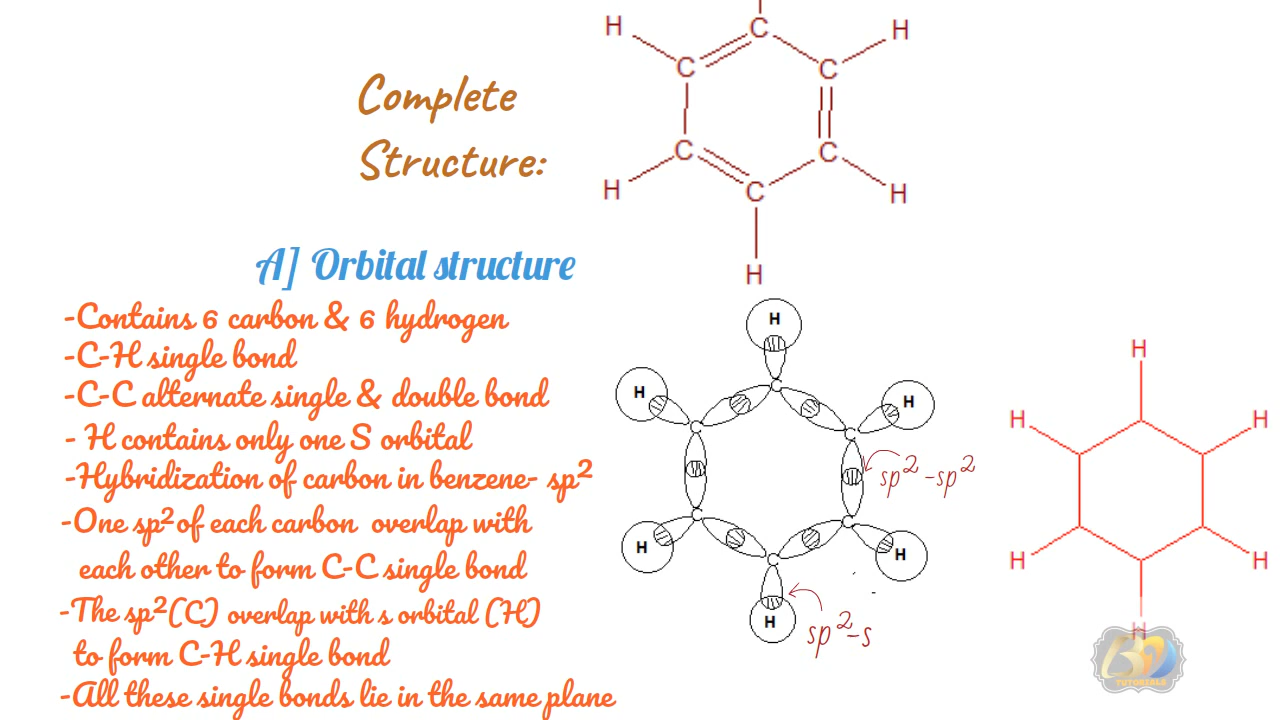 H
C
H
C
C
C
C
C
H
H
H
Complete
Structure:
A] Orbital structure
-Contains 6 carbon & 6 hydrogen
-C-H single bond
-C-C alternate single & double bond
- H contains only one S orbital
-Hybridization of carbon in benzene- sp²
-One sp² of each carbon overlap with
each other to form C-C single bond
-The sp²(C) overlap with s orbital (H)
to form C-H single bond
-All these single bonds lie in the same plane
H
H
H
C
C
C
C
C
C
H
H
H
sp²-sp²
sp²-s
H
H
H
H
H
H
TUTORIALS